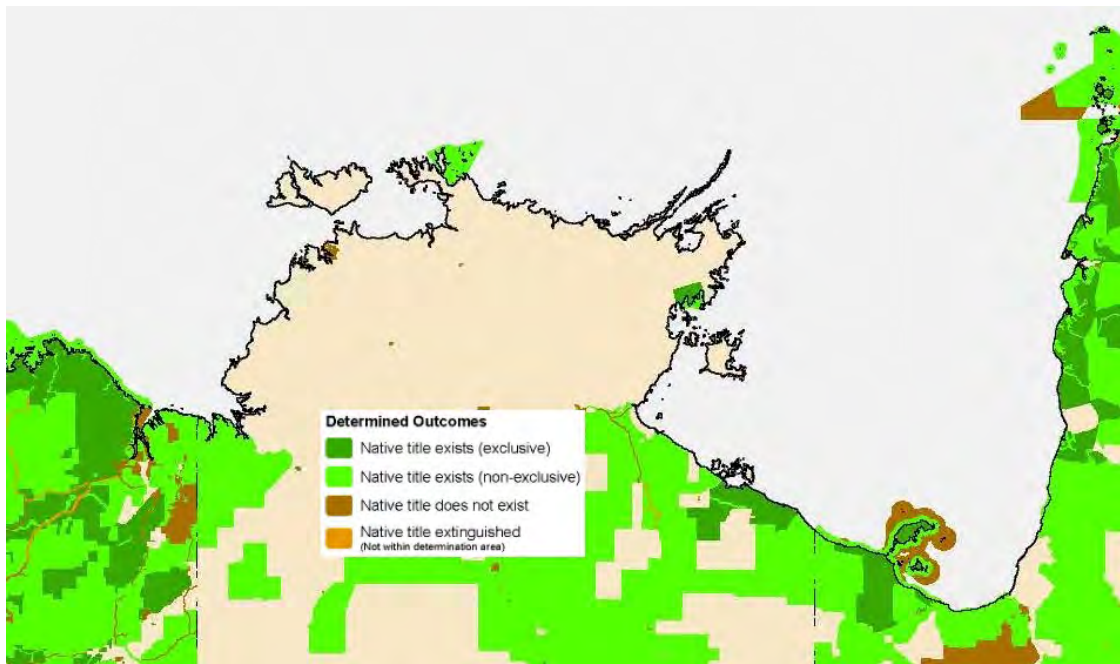 Determined Outcomes
Native title exists (exclusive)
Native title exists (non-exclusive)
Native title does not exist
Native title extinguished
(Not within determination area)